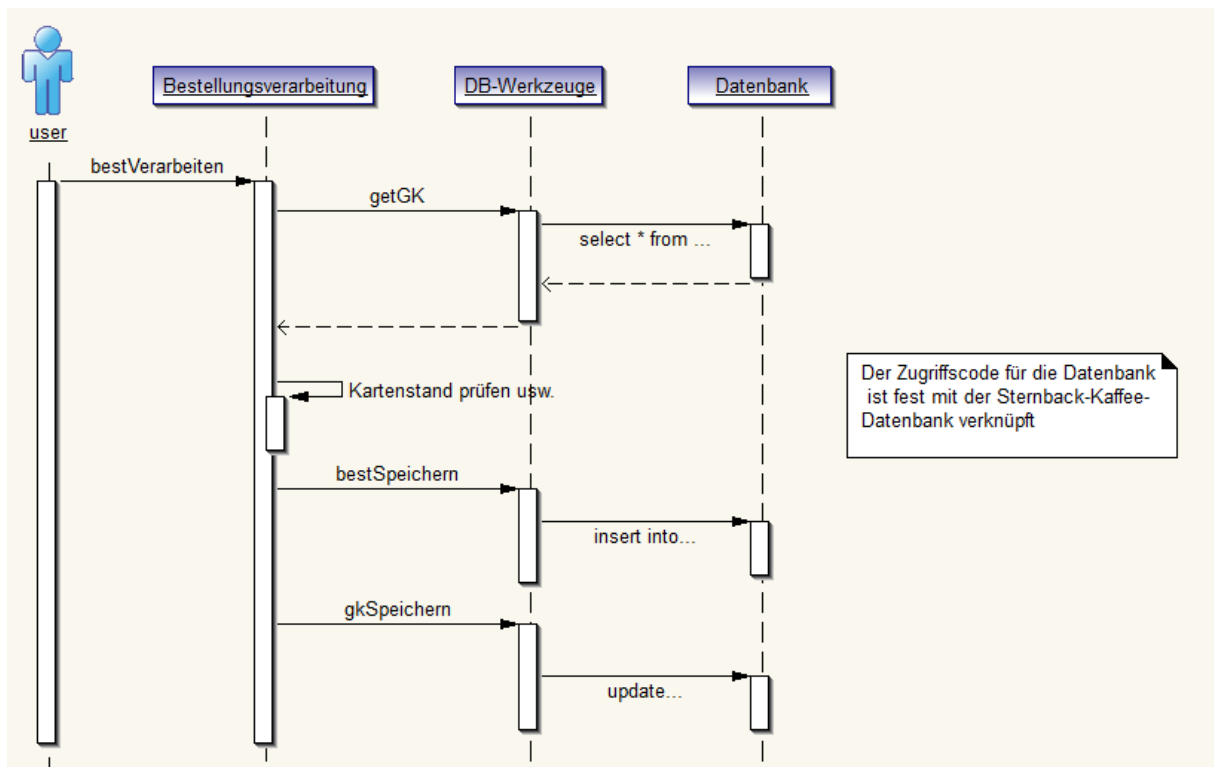 user
Bestellungsverarbeitung
DB-Werkzeuge
Datenbank
bestVerarbeiten
getGK
select * from ...
Kartenstand prüfen usw.
Der Zugriffscode für die Datenbank
ist fest mit der Sternback-Kaffee-
Datenbank verknüpft
bestSpeichern
insert into...
gkSpeichern
update...